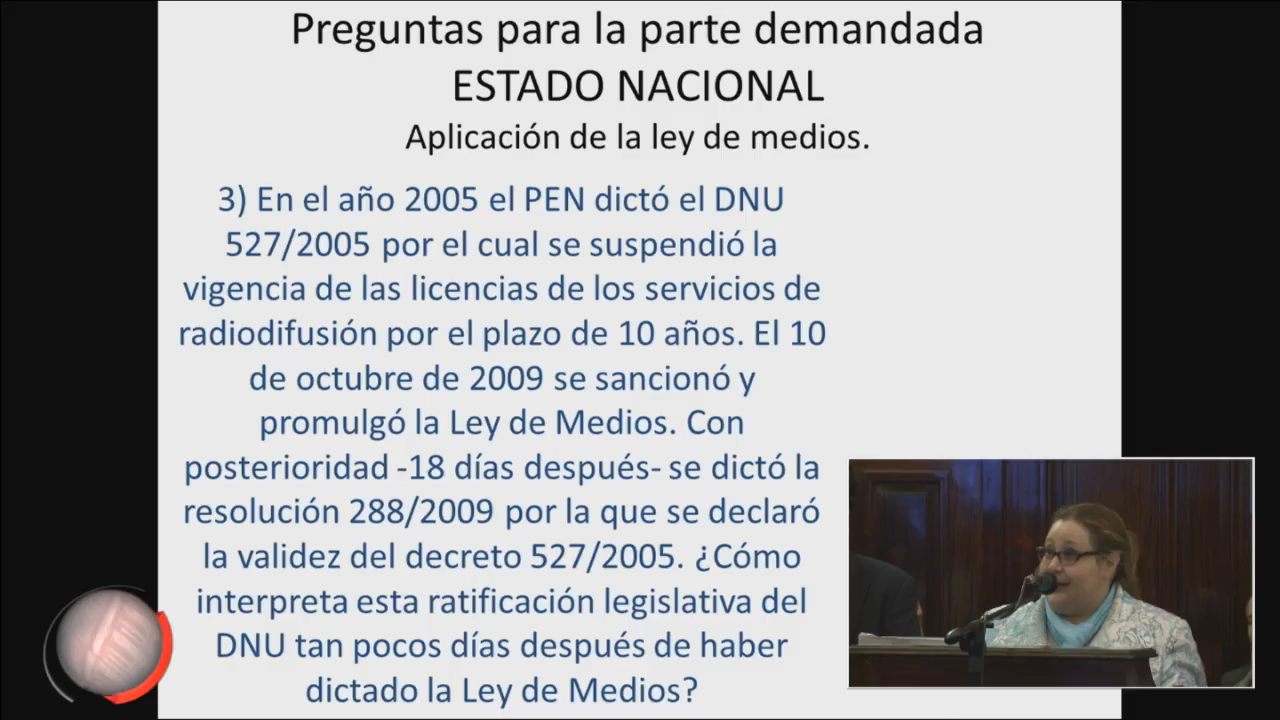 Preguntas para la parte demandada
ESTADO NACIONAL
Aplicación de la ley de medios.
3) En el año 2005 el PEN dictó el DNU
527/2005 por el cual se suspendió la
vigencia de las licencias de los servicios de
radiodifusión por el plazo de 10 años. El 10
de octubre de 2009 se sancionó y
promulgó la Ley de Medios. Con
posterioridad -18 días después- se dictó la
resolución 288/2009 por la que se declaró
la validez del decreto 527/2005. ¿Cómo
interpreta esta ratificación legislativa del
DNU tan pocos días después de haber
dictado la Ley de Medios?